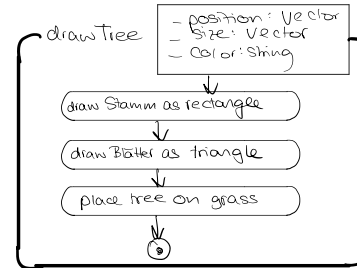 drawTree
- position: Vector
- size: Vector
- color: String
draw Stamm as rectangle
draw Blätter as triangle
place tree on grass